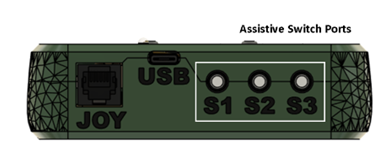 Assistive Switch Ports
USB
S1 S2 S3
JOY